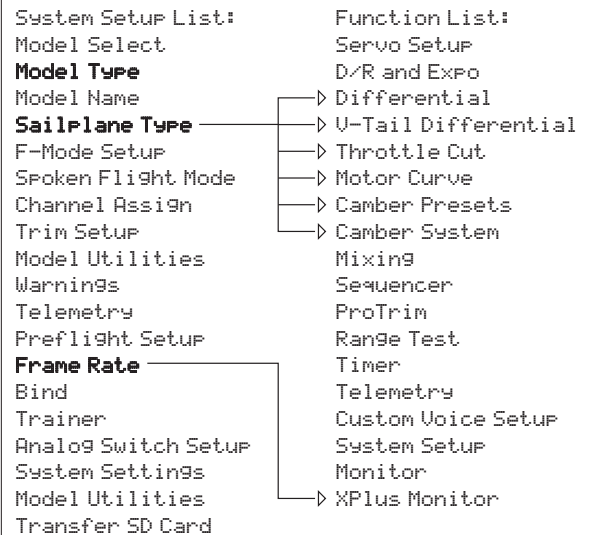 System Setup List:
Model Select
Model Type
Model Name
Sailplane Type
F-Mode Setup
Spoken Flight Mode
Channel Assign
Trim Setup
Model Utilities
Warnings
Telemetry
Preflight Setup
Frame Rate
Bind
Trainer
Analog Switch Setup
System Settings
Model Utilities
Transfer SD Card
Function List:
Servo Setup
D/R and Expo
Differential
V-Tail Differential
Throttle Cut
Motor Curve
Camber Presets
Camber System
Mixing
Sequencer
ProTrim
Range Test
Timer
Telemetry
Custom Voice Setup
System Setup
Monitor
XPlus Monitor